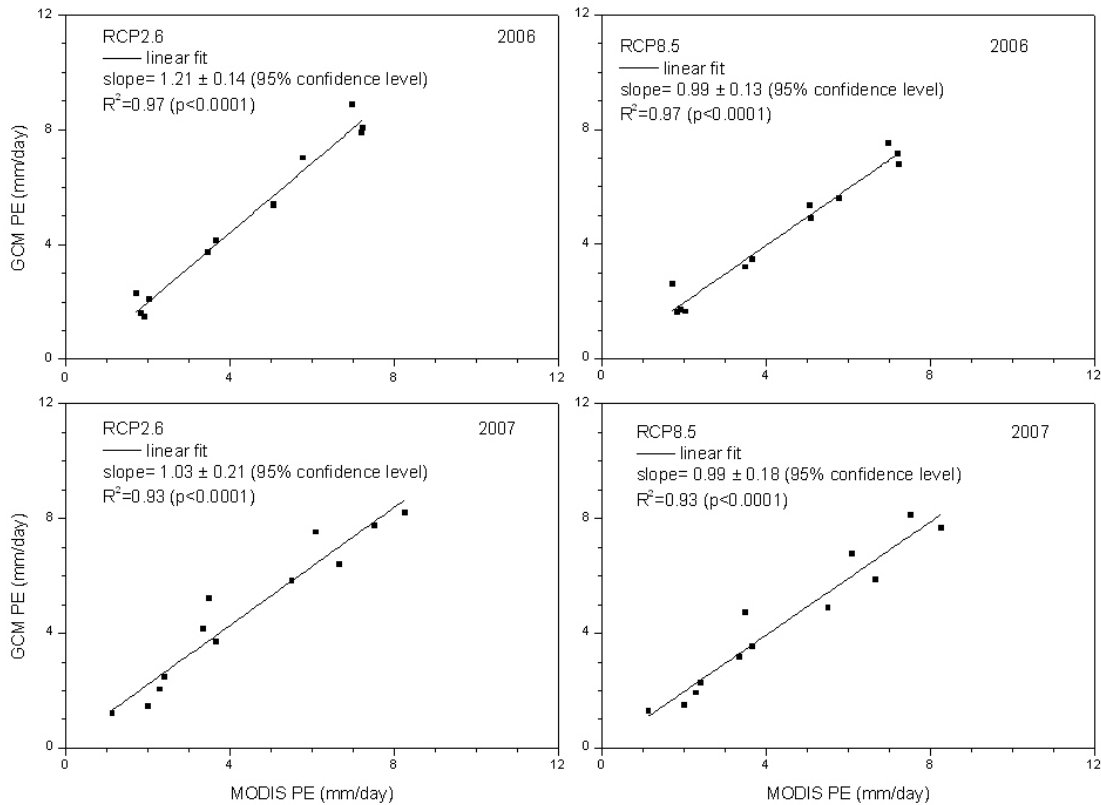 12
8
4
0
GCM PE (mm/day)
RCP2.6 2006
linear fit
slope= 1.21 ± 0.14 (95% confidence level)
R²=0.97 (p<0.0001)
0 4 8 12
12
8
4
0
RCP8.5 2006
linear fit
slope= 0.99 ± 0.13 (95% confidence level)
R²=0.97 (p<0.0001)
0 4 8 12
12
8
4
0
GCM PE (mm/day)
RCP2.6 2007
linear fit
slope= 1.03 ± 0.21 (95% confidence level)
R²=0.93 (p<0.0001)
0 4 8 12
MODIS PE (mm/day)
12
8
4
0
RCP8.5 2007
linear fit
slope= 0.99 ± 0.18 (95% confidence level)
R²=0.93 (p<0.0001)
0 4 8 12
MODIS PE (mm/day)